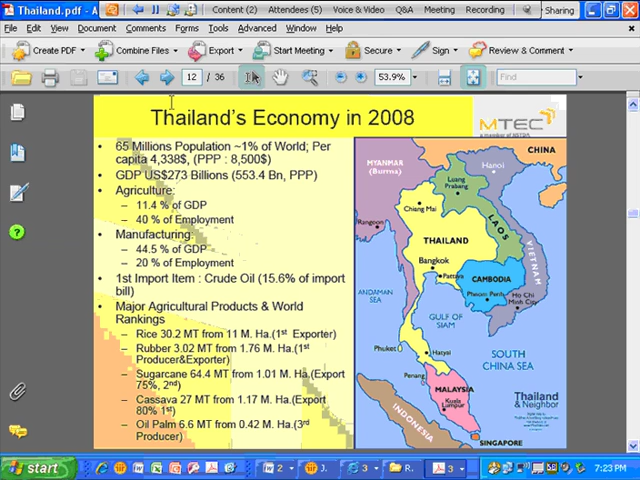 Thailand.pdf - A
Content (2)
Attendees (5)
Voice & Video
Q&A
Meeting
Recording
Sharing
File Edit View Document Comments Forms Tools Advanced Window Help
Create PDF
Combine Files
Export
Start Meeting
Secure
Sign
Review & Comment
12 / 36
53.9%
Find
Thailand's Economy in 2008
MTEC
a member of NSTDA
• 65 Millions Population ~1% of World; Per
capita 4,338$, (PPP : 8,500$)
• GDP US$273 Billions (553.4 Bn, PPP)
• Agriculture:
– 11.4 % of GDP
– 40 % of Employment
• Manufacturing:
– 44.5 % of GDP
– 20 % of Employment
• 1st Import Item : Crude Oil (15.6% of import
bill)
• Major Agricultural Products & World
Rankings
– Rice 30.2 MT from 11 M. Ha.(1st Exporter)
– Rubber 3.02 MT from 1.76 M. Ha.(1st
Producer&Exporter)
– Sugarcane 64.4 MT from 1.01 M. Ha.(Export
75%, 2nd)
– Cassava 27 MT from 1.17 M. Ha.(Export
80% 1st)
– Oil Palm 6.6 MT from 0.42 M. Ha.(3rd
Producer)
CHINA
MYANMAR
(Burma)
Hanoi
Luang
Prabang
Chiang Mai
LAOS
Rangoon
THAILAND
VIETNAM
Bangkok
Pattaya
CAMBODIA
Phnom Penh
ANDAMAN
SEA
Ho Chi
Minh City
GULF OF
SIAM
Phuket
Hatyai
SOUTH
CHINA SEA
Penang
MALAYSIA
Kuala
Lumpur
Thailand
& Neighbor
INDONESIA
SINGAPORE
start
2
J.
3
R.
3
7:23 PM